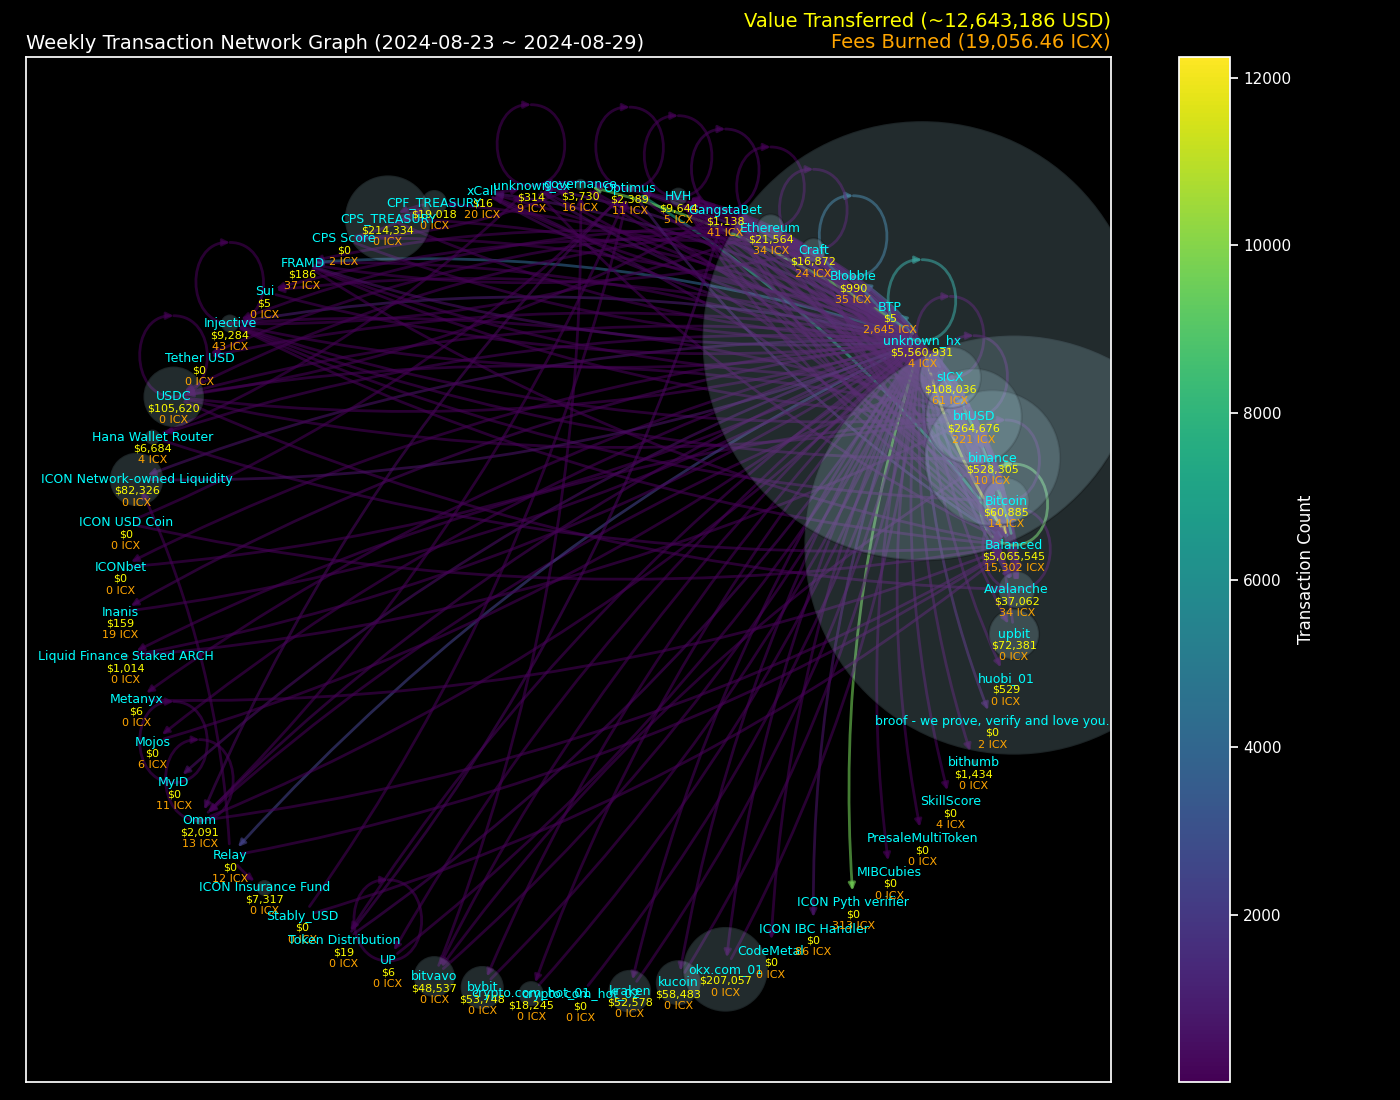 Value Transferred (~12,643,186 USD)
Weekly Transaction Network Graph (2024-08-23 ~ 2024-08-29)
Fees Burned (19,056.46 ICX)
unknown_cx
$314
9 ICX
governance
$3,730
16 ICX
Optimus
$2,389
11 ICX
xCall
$16
20 ICX
HVH
$9,644
5 ICX
CPF_TREASURY
$19,018
0 ICX
GangstaBet
$1,138
41 ICX
CPS_TREASURY
$214,334
0 ICX
Ethereum
$21,564
34 ICX
CPS Score
$0
2 ICX
Craft
$16,872
24 ICX
FRAMD
$186
37 ICX
Blobble
$990
35 ICX
Sui
$5
0 ICX
BTP
$5
2,645 ICX
Injective
$9,284
43 ICX
unknown_hx
$5,560,931
4 ICX
Tether USD
$0
0 ICX
sICX
$108,036
61 ICX
USDC
$105,620
0 ICX
bnUSD
$264,676
221 ICX
Hana Wallet Router
$6,684
4 ICX
binance
$528,305
10 ICX
ICON Network-owned Liquidity
$82,326
0 ICX
Bitcoin
$60,885
14 ICX
ICON USD Coin
$0
0 ICX
Balanced
$5,065,545
15,302 ICX
ICONbet
$0
0 ICX
Avalanche
$37,062
34 ICX
Inanis
$159
19 ICX
upbit
$72,381
0 ICX
Liquid Finance Staked ARCH
$1,014
0 ICX
huobi_01
$529
0 ICX
Metanyx
$6
0 ICX
broof - we prove, verify and love you.
$0
2 ICX
Mojos
$0
6 ICX
bithumb
$1,434
0 ICX
MyID
$0
11 ICX
SkillScore
$0
4 ICX
Omm
$2,091
13 ICX
PresaleMultiToken
$0
0 ICX
Relay
$0
12 ICX
MIBCubies
$0
0 ICX
ICON Insurance Fund
$7,317
0 ICX
ICON Pyth verifier
$0
313 ICX
Stably_USD
$0
ICON IBC Handler
$0
Token Distribution
$19
0 ICX
CodeMetal
$0
0 ICX
UP
$6
0 ICX
okx.com_01
$207,057
0 ICX
bitvavo
$48,537
0 ICX
kucoin
$58,483
0 ICX
bybit
$53,748
0 ICX
crypto.com_hot_01
$18,245
0 ICX
$0
0 ICX
kraken
$52,578
0 ICX
12000
10000
8000
6000
4000
2000
Transaction Count